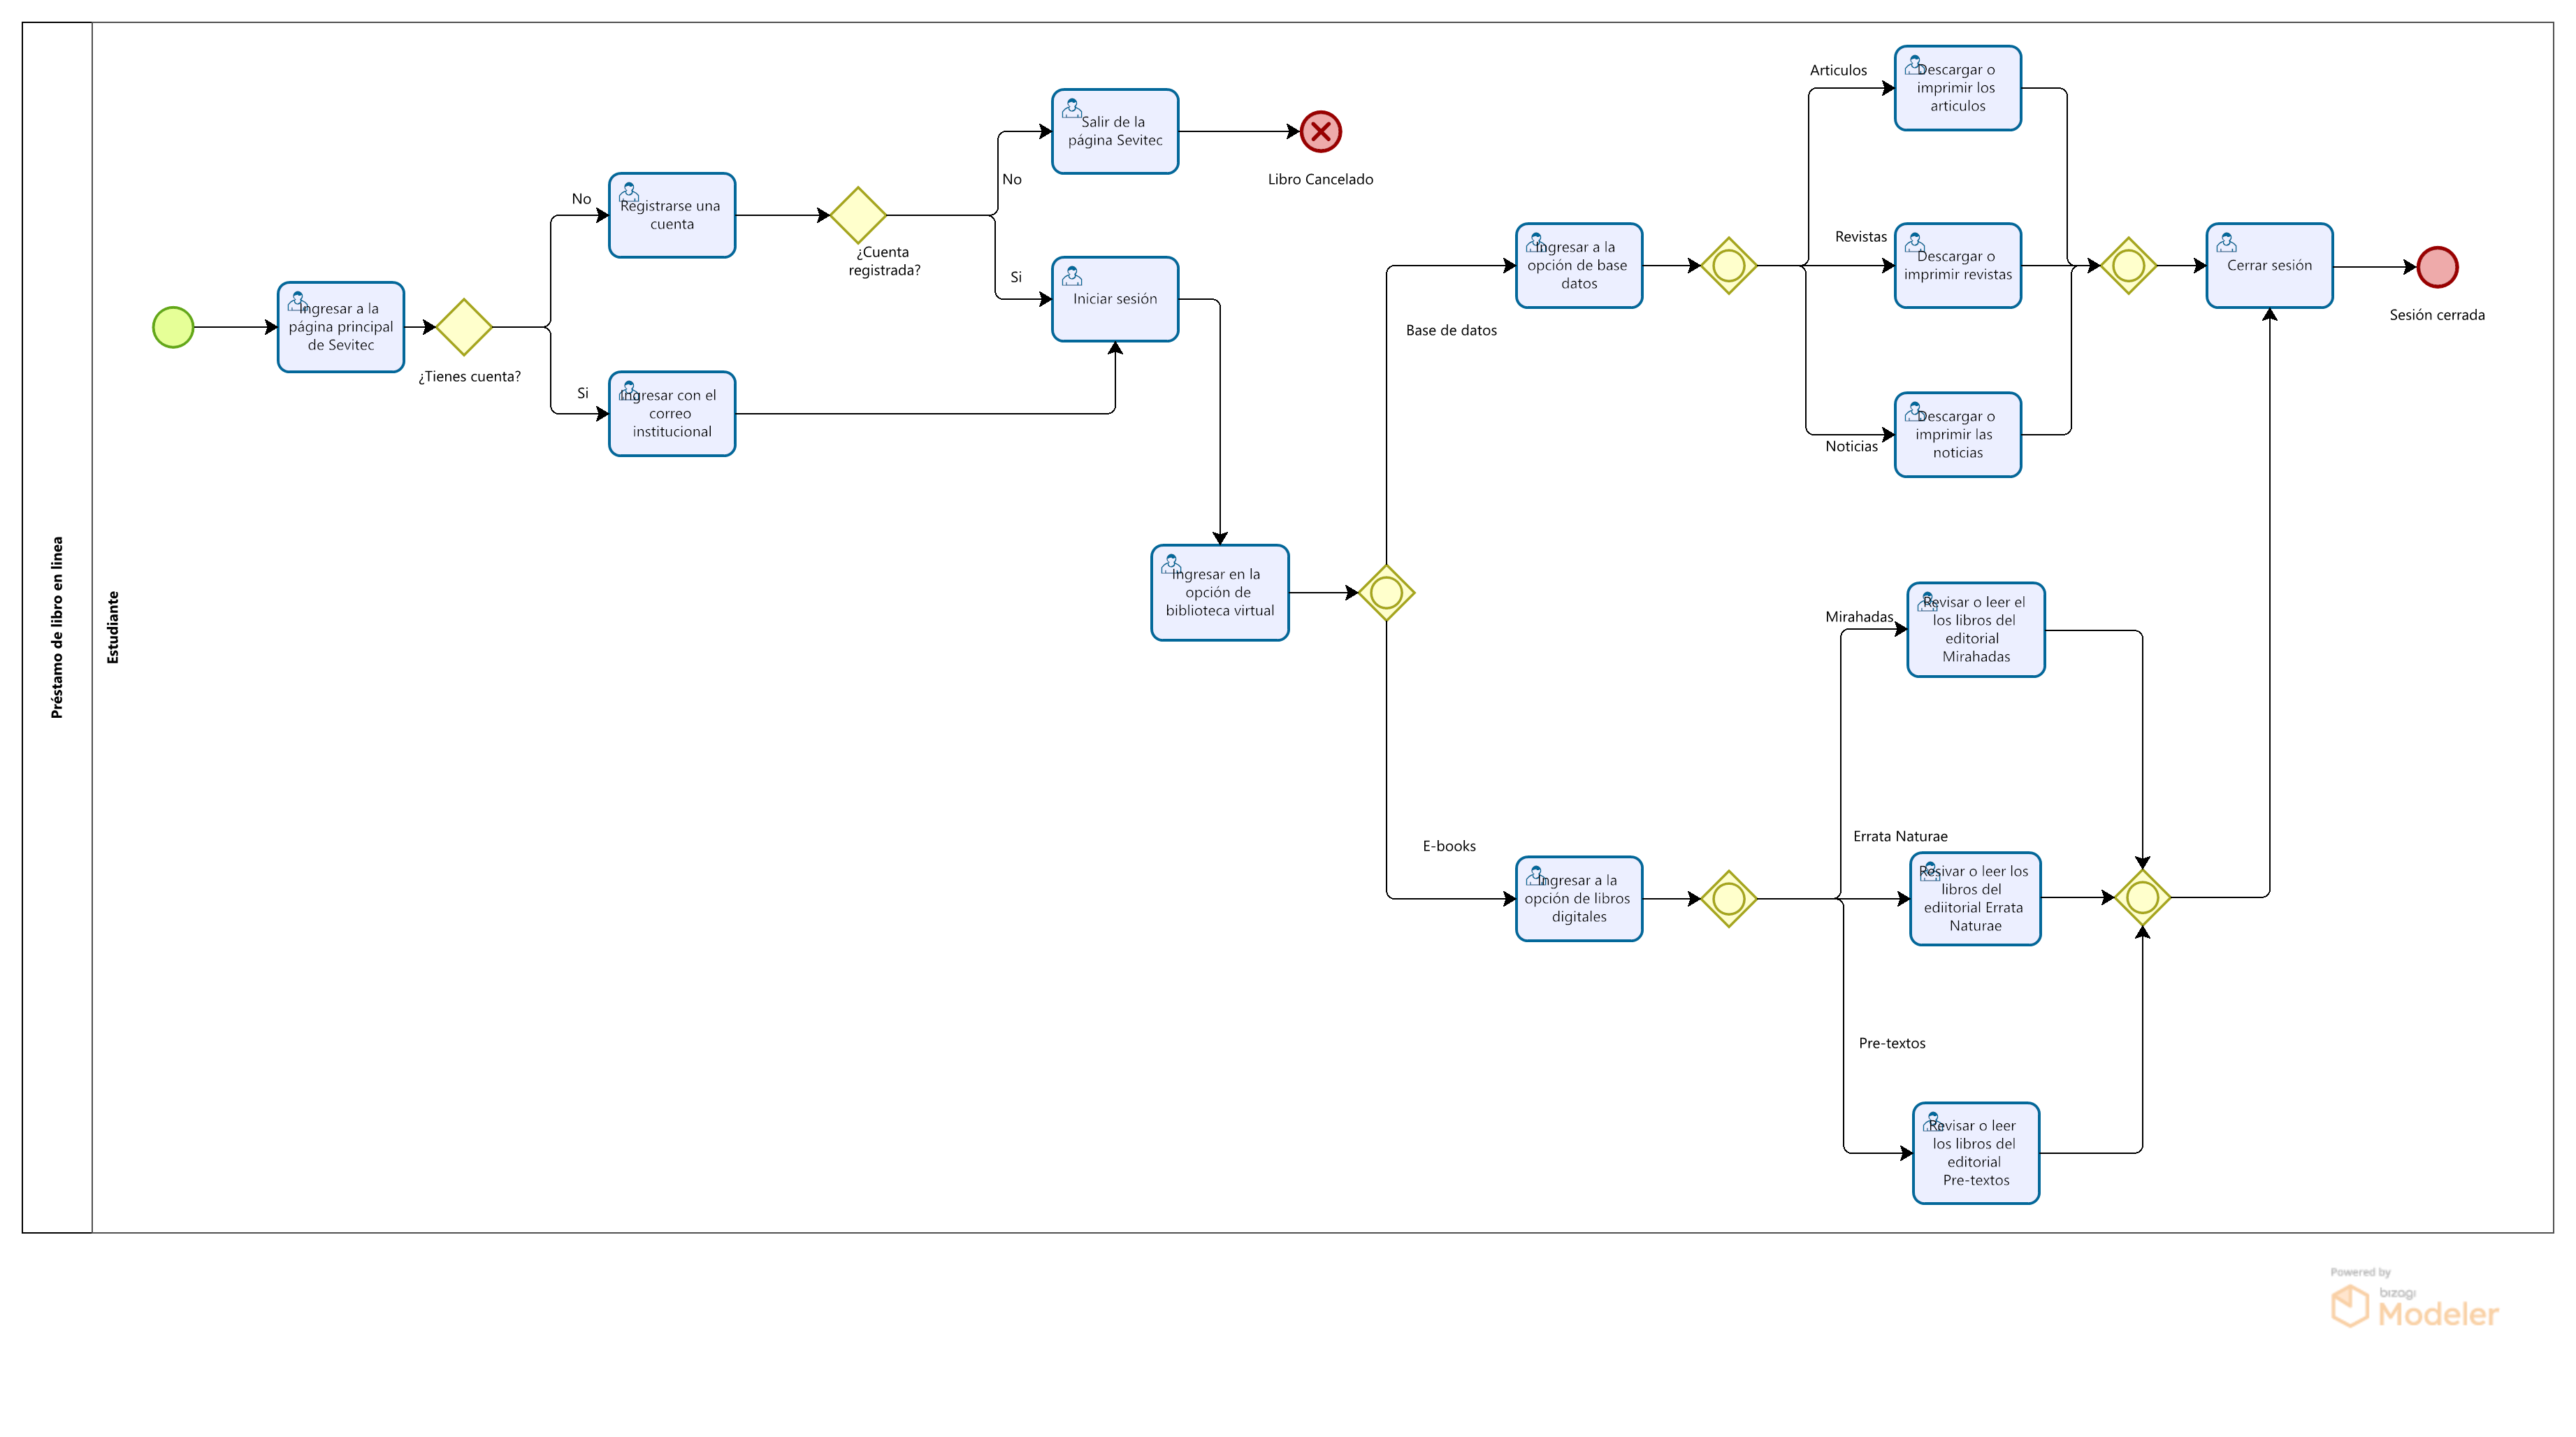 Préstamo de libro en linea
Estudiante
Ingresar a la
página principal
de Sevitec
¿Tienes cuenta?
No
Registrarse una
cuenta
Si
Ingresar con el
correo
institucional
¿Cuenta
registrada?
No
Salir de la
página Sevitec
Libro Cancelado
Si
Iniciar sesión
Ingresar en la
opción de
biblioteca virtual
Base de datos
Ingresar a la
opción de base
datos
Articulos
Descargar o
imprimir los
articulos
Revistas
Descargar o
imprimir revistas
Noticias
Descargar o
imprimir las
noticias
Cerrar sesión
Sesión cerrada
E-books
Ingresar a la
opción de libros
digitales
Mirahadas
Revisar o leer el
los libros del
editorial
Mirahadas
Errata Naturae
Resivar o leer los
libros del
ediitorial Errata
Naturae
Pre-textos
Revisar o leer
los libros del
editorial
Pre-textos
Powered by
bizagi
Modeler